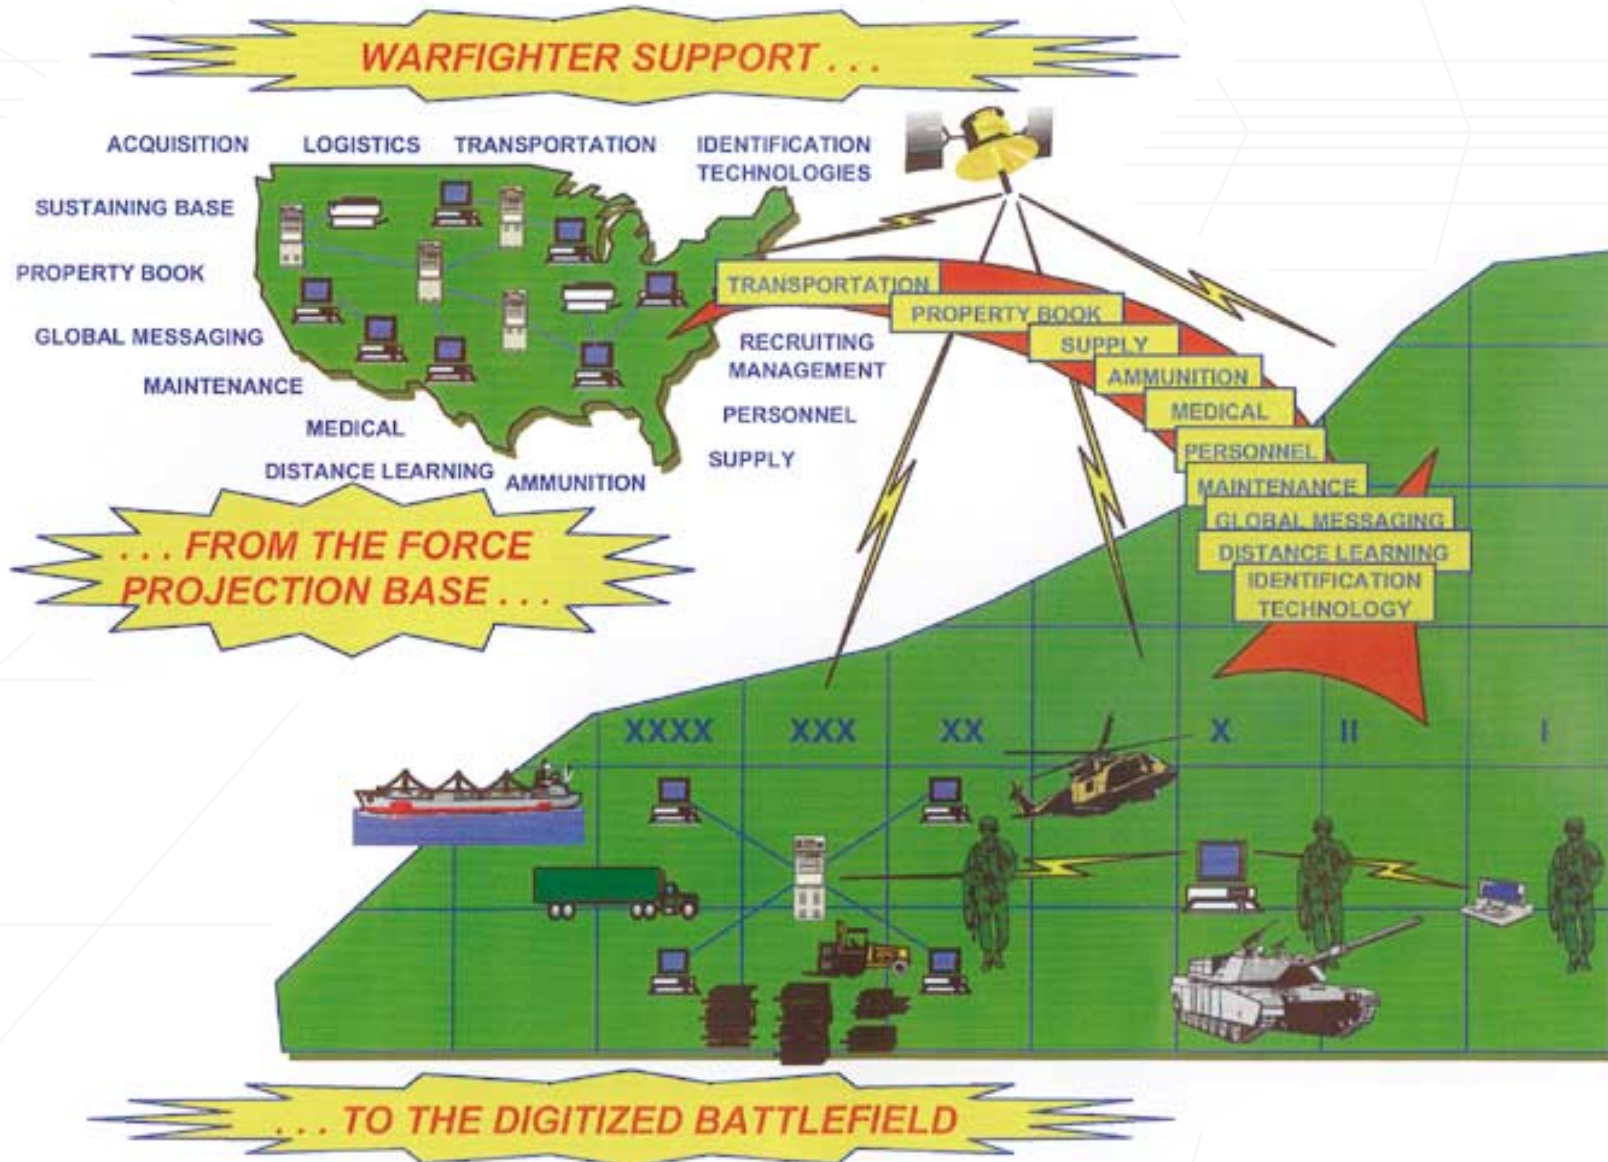 WARFIGHTER SUPPORT . . .
ACQUISITION
LOGISTICS
TRANSPORTATION
IDENTIFICATION
TECHNOLOGIES
SUSTAINING BASE
PROPERTY BOOK
GLOBAL MESSAGING
MAINTENANCE
MEDICAL
DISTANCE LEARNING
AMMUNITION
RECRUITING
MANAGEMENT
PERSONNEL
SUPPLY
TRANSPORTATION
PROPERTY BOOK
SUPPLY
AMMUNITION
MEDICAL
PERSONNEL
MAINTENANCE
GLOBAL MESSAGING
DISTANCE LEARNING
IDENTIFICATION
TECHNOLOGY
. . . FROM THE FORCE
PROJECTION BASE . . .
XXXX
XXX
XX
X
II
I
. . . TO THE DIGITIZED BATTLEFIELD